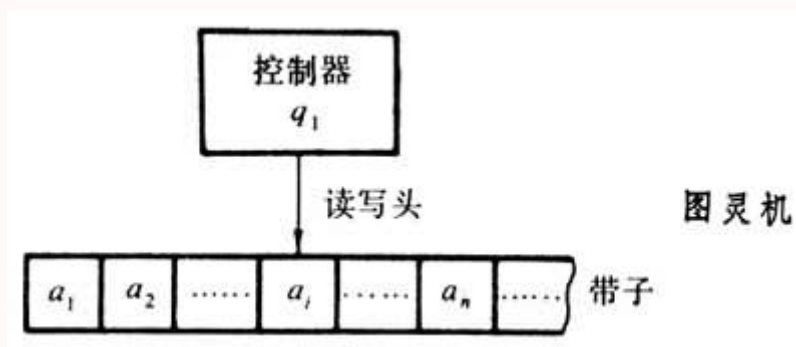 控制器
q₁
读写头
图灵机
a₁ a₂ …… aᵢ …… aₙ …… 带子